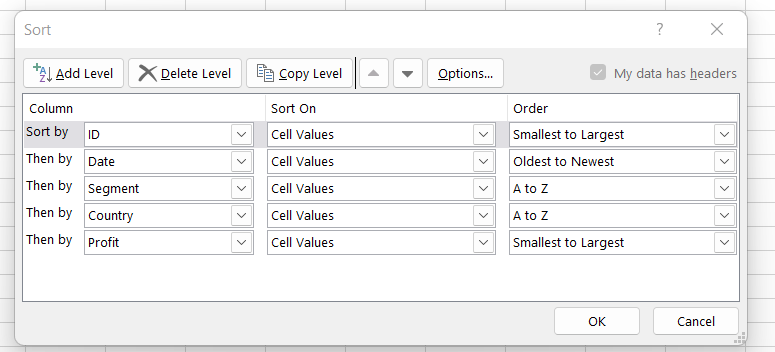 Sort ?
Add Level Delete Level Copy Level Options... My data has headers
Column Sort On Order
Sort by ID Cell Values Smallest to Largest
Then by Date Cell Values Oldest to Newest
Then by Segment Cell Values A to Z
Then by Country Cell Values A to Z
Then by Profit Cell Values Smallest to Largest
OK Cancel